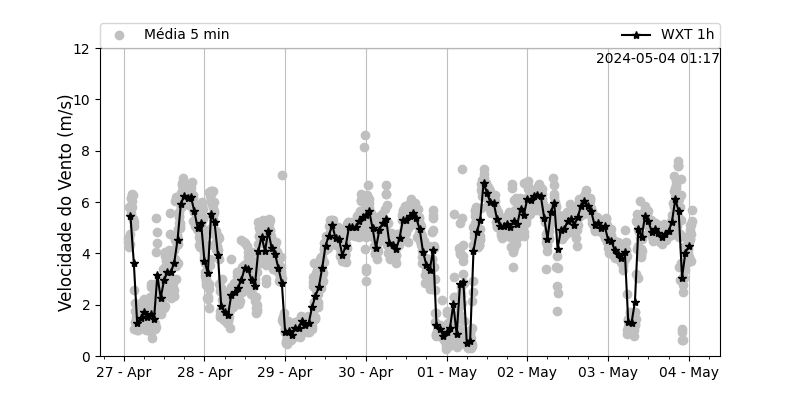 Média 5 min
WXT 1h
2024-05-04 01:17
Velocidade do Vento (m/s)
12
10
8
6
4
2
0
27 - Apr 28 - Apr 29 - Apr 30 - Apr 01 - May 02 - May 03 - May 04 - May